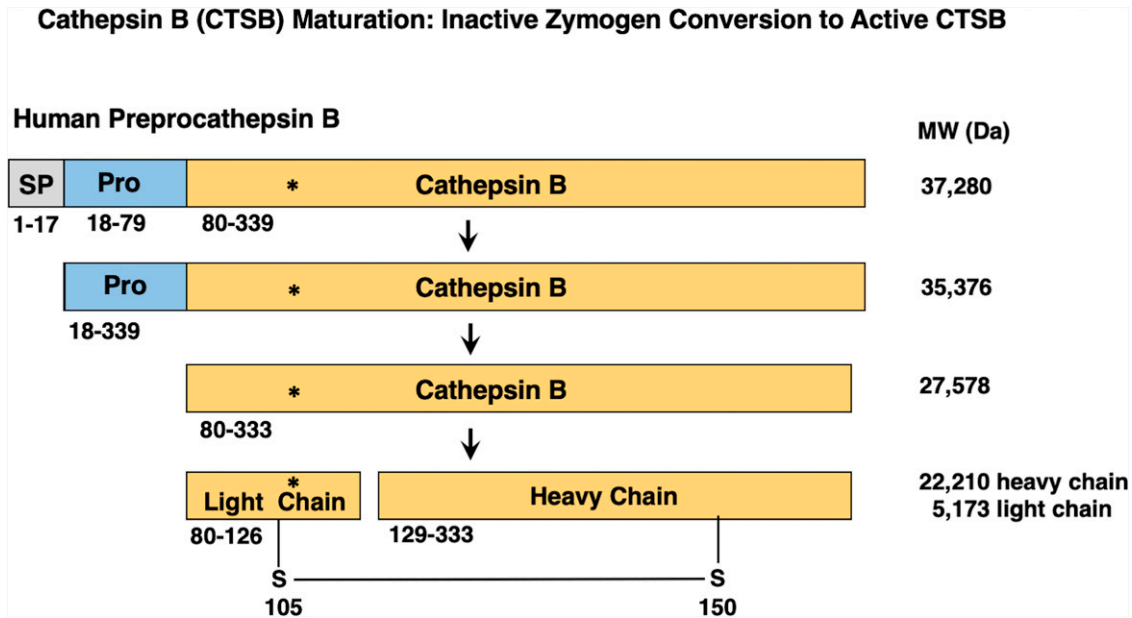 Cathepsin B (CTSB) Maturation: Inactive Zymogen Conversion to Active CTSB
Human Preprocathepsin B
MW (Da)
SP Pro * Cathepsin B 37,280
1-17 18-79 80-339
Pro * Cathepsin B 35,376
18-339
* Cathepsin B 27,578
80-333
*
Light Chain Heavy Chain 22,210 heavy chain
5,173 light chain
80-126 129-333
S S
105 150